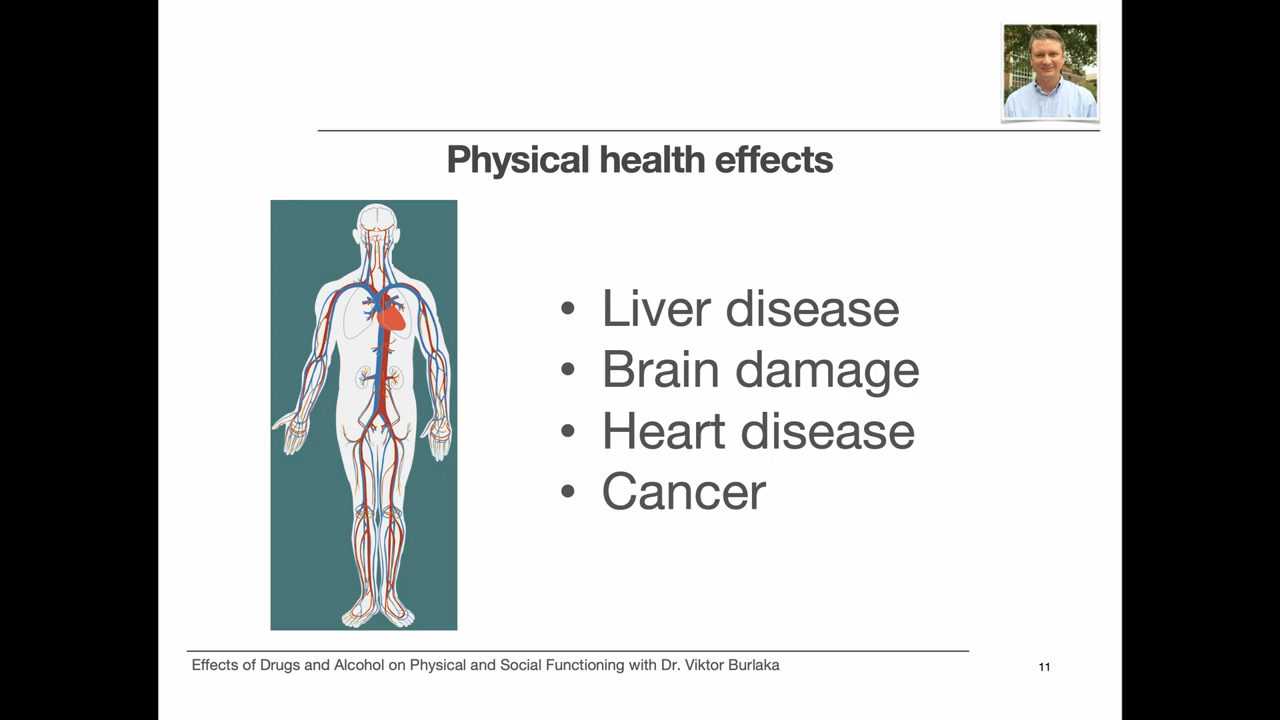 Physical health effects
• Liver disease
• Brain damage
• Heart disease
• Cancer
Effects of Drugs and Alcohol on Physical and Social Functioning with Dr. Viktor Burlaka
11